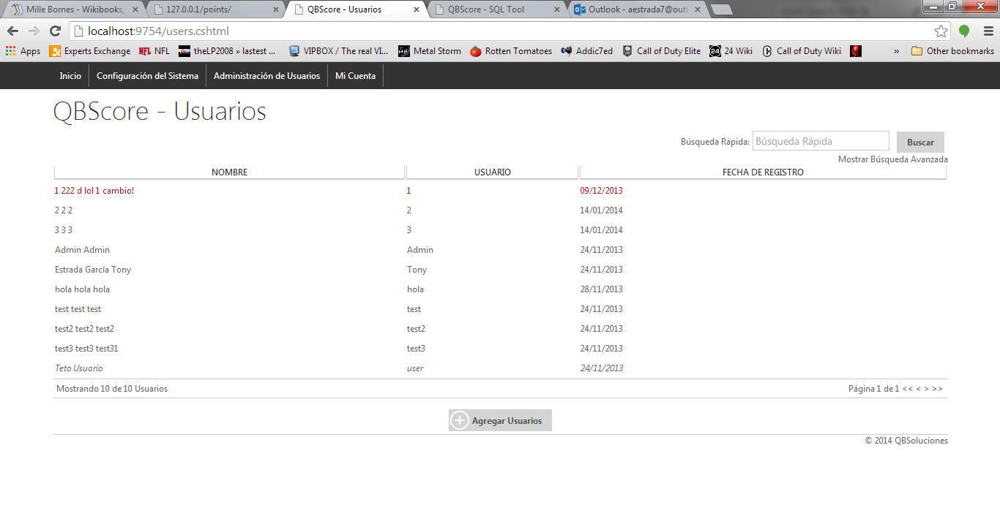 Mille Bornes - Wikibooks,
127.0.0.1/points/
QBScore - Usuarios
QBScore - SQL Tool
Outlook - aestrada7@outl
localhost:9754/users.cshtml
Apps Experts Exchange NFL theLP2008 » lastest ... VIPBOX / The real VI... Metal Storm Rotten Tomatoes Addic7ed Call of Duty Elite 24 Wiki Call of Duty Wiki » Other bookmarks
Inicio Configuración del Sistema Administración de Usuarios Mi Cuenta
QBScore - Usuarios
Búsqueda Rápida: Búsqueda Rápida Buscar
Mostrar Búsqueda Avanzada
NOMBRE USUARIO FECHA DE REGISTRO
1 222 d lol 1 cambio! 1 09/12/2013
2 2 2 2 14/01/2014
3 3 3 3 14/01/2014
Admin Admin Admin 24/11/2013
Estrada García Tony Tony 24/11/2013
hola hola hola hola 28/11/2013
test test test test 24/11/2013
test2 test2 test2 test2 24/11/2013
test3 test3 test31 test3 24/11/2013
Teto Usuario user 24/11/2013
Mostrando 10 de 10 Usuarios Página 1 de 1 << < > >>
Agregar Usuarios
© 2014 QBSoluciones